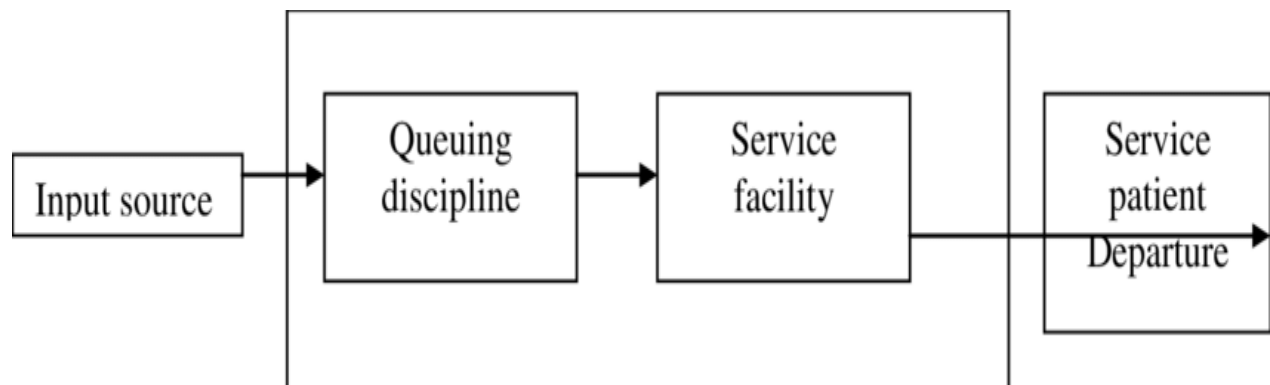 Input source
Queuing
discipline
Service
facility
Service
patient
Departure